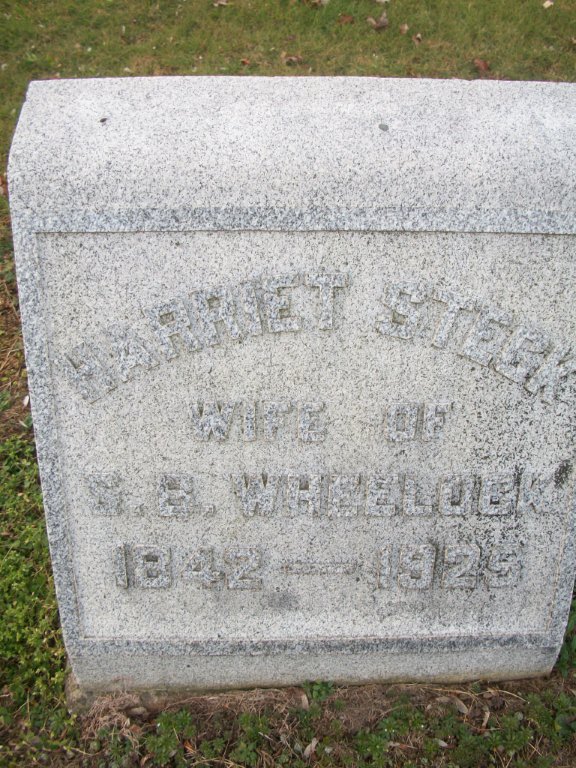 HARRIET STECK
WIFE OF
S. B. WHEELOCK
1842 — 1925